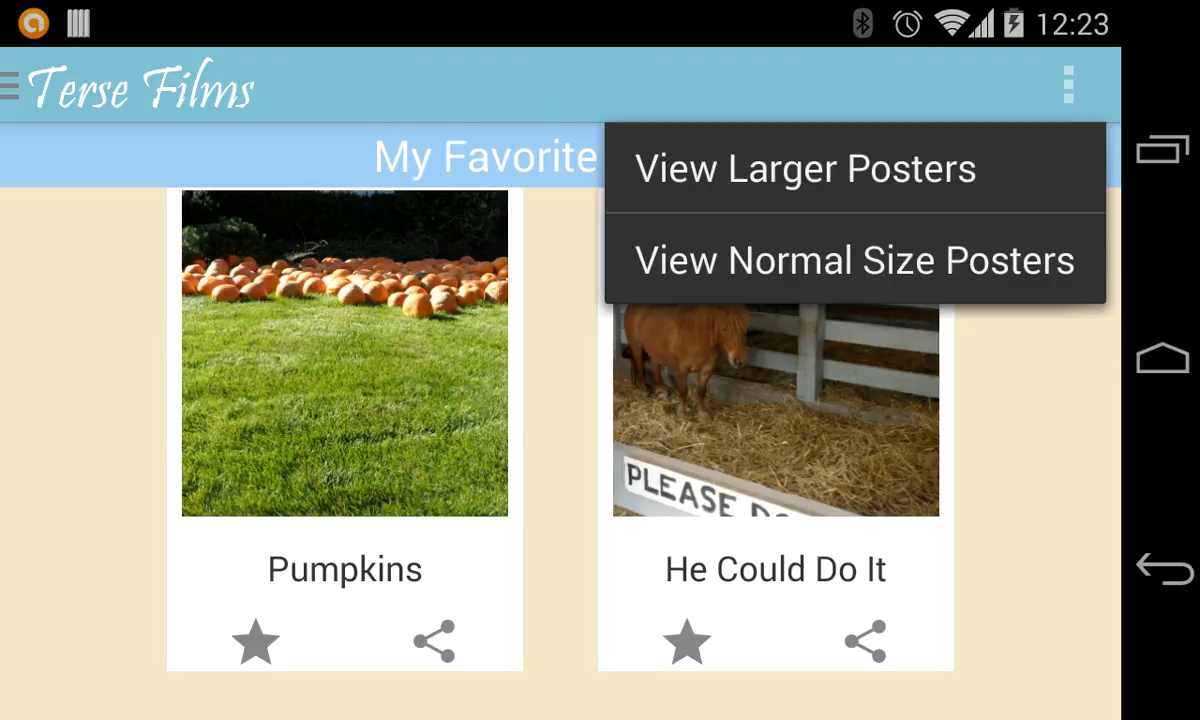 12:23
Terse Films
My Favorite
View Larger Posters
View Normal Size Posters
PLEASE
Pumpkins
He Could Do It